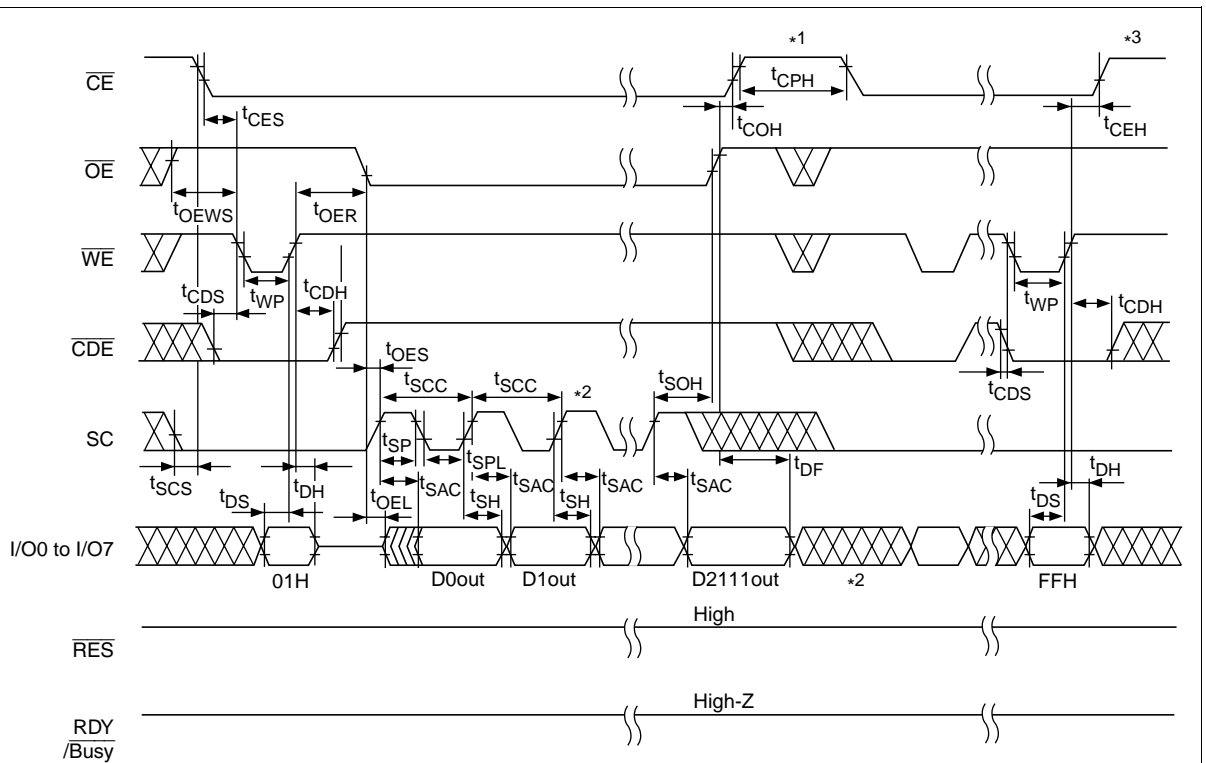 *1
*3
CE
tCPH
tCES
tCOH
tCEH
OE
tOEWS
tOER
WE
tCDS
tWP
tCDH
tWP
tCDH
CDE
tOES
tCDS
tSCC
tSCC
*2
tSOH
SC
tSP
tSPL
tDF
tSCS
tDH
tSAC
tSAC
tSAC
tSAC
tDH
tDS
tOEL
tSH
tSH
tDS
I/O0 to I/O7
01H
D0out
D1out
D2111out
*2
FFH
High
RES
High-Z
RDY
/Busy